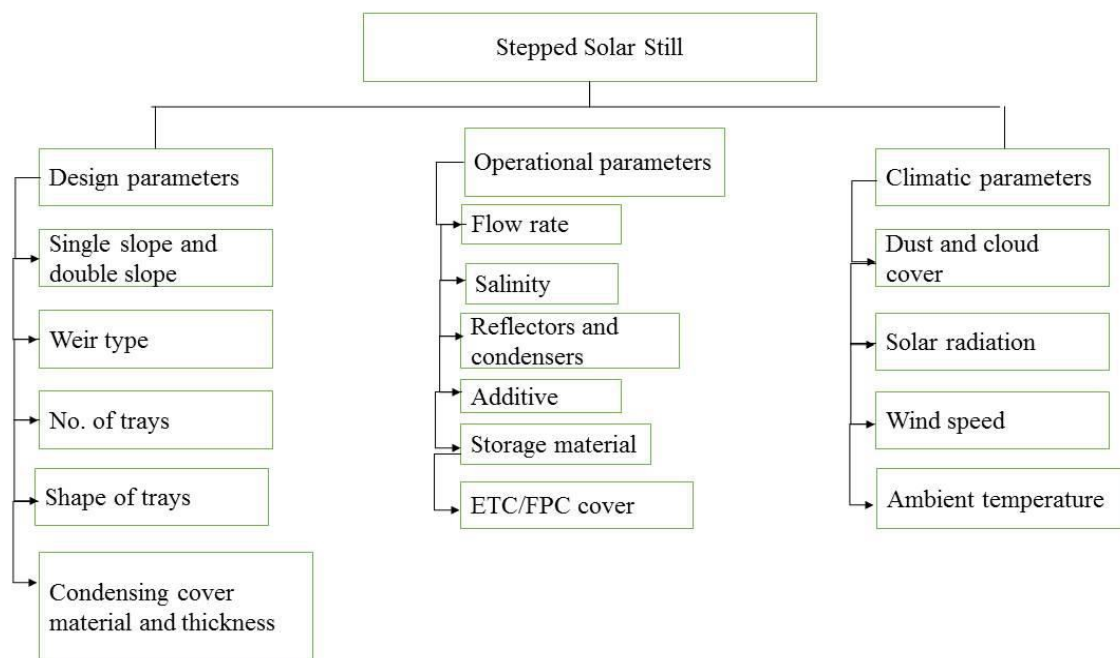 Stepped Solar Still
Design parameters
Single slope and
double slope
Weir type
No. of trays
Shape of trays
Condensing cover
material and thickness
Operational parameters
Flow rate
Salinity
Reflectors and
condensers
Additive
Storage material
ETC/FPC cover
Climatic parameters
Dust and cloud
cover
Solar radiation
Wind speed
Ambient temperature